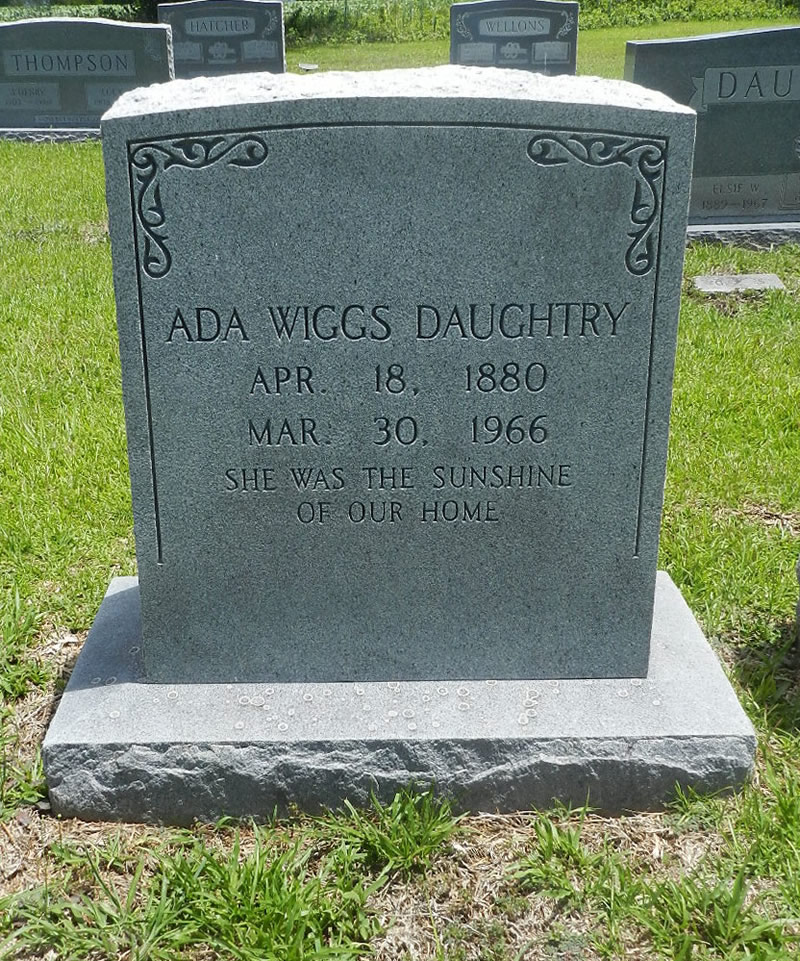 THOMPSON
HATCHER
WELLONS
DAU
ELSIE W.
1889–1967
ADA WIGGS DAUGHTRY
APR. 18, 1880
MAR. 30, 1966
SHE WAS THE SUNSHINE
OF OUR HOME